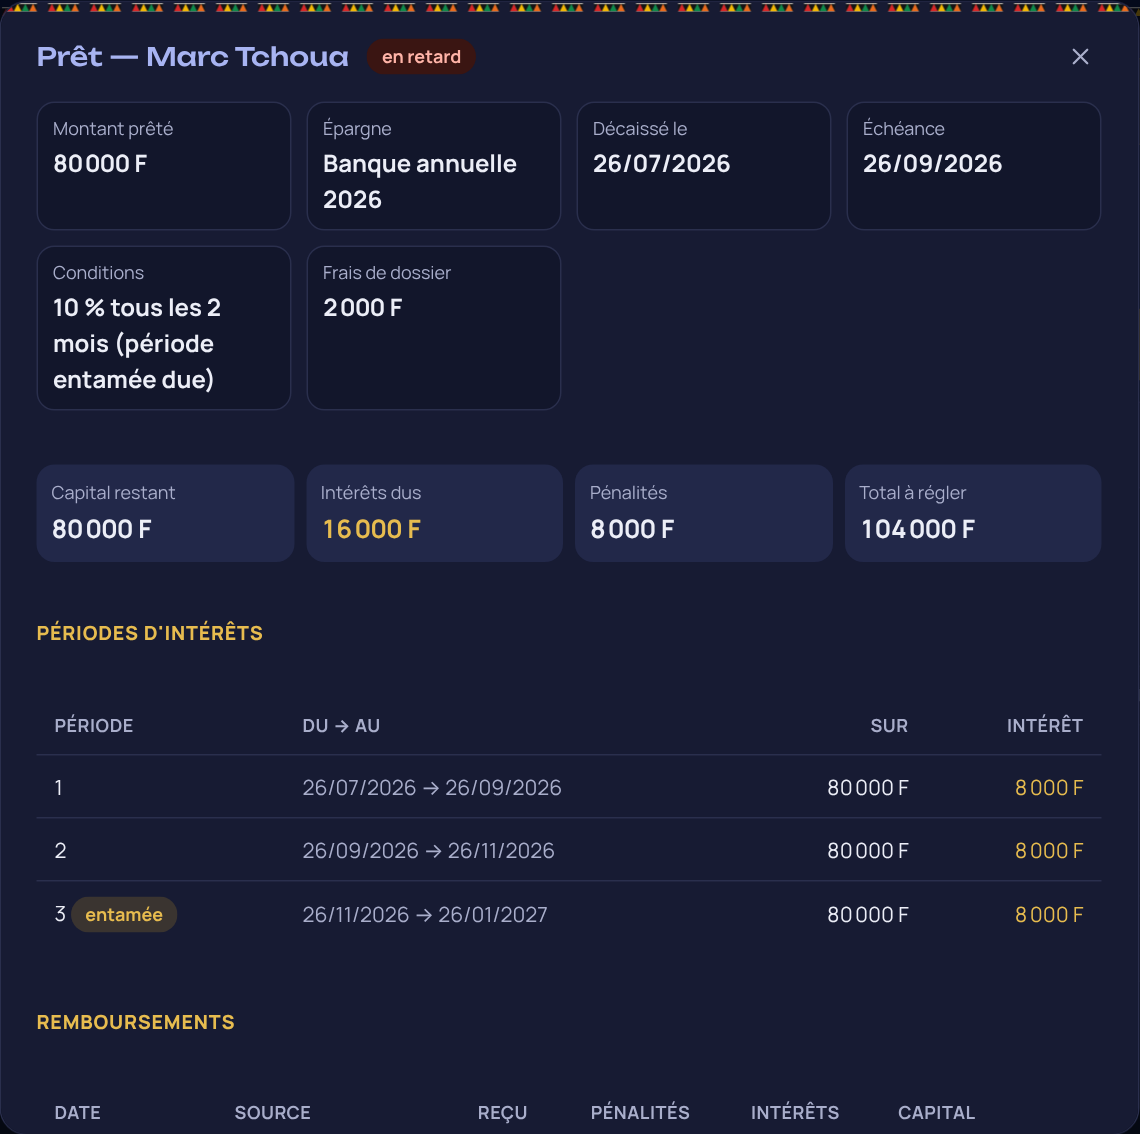 Prêt — Marc Tchoua en retard
Montant prêté
80 000 F
Épargne
Banque annuelle
2026
Décaissé le
26/07/2026
Échéance
26/09/2026
Conditions
10 % tous les 2
mois (période
entamée due)
Frais de dossier
2 000 F
Capital restant
80 000 F
Intérêts dus
16 000 F
Pénalités
8 000 F
Total à régler
104 000 F
PÉRIODES D'INTÉRÊTS
PÉRIODE DU → AU SUR INTÉRÊT
1 26/07/2026 → 26/09/2026 80 000 F 8 000 F
2 26/09/2026 → 26/11/2026 80 000 F 8 000 F
3 entamée 26/11/2026 → 26/01/2027 80 000 F 8 000 F
REMBOURSEMENTS
DATE SOURCE REÇU PÉNALITÉS INTÉRÊTS CAPITAL